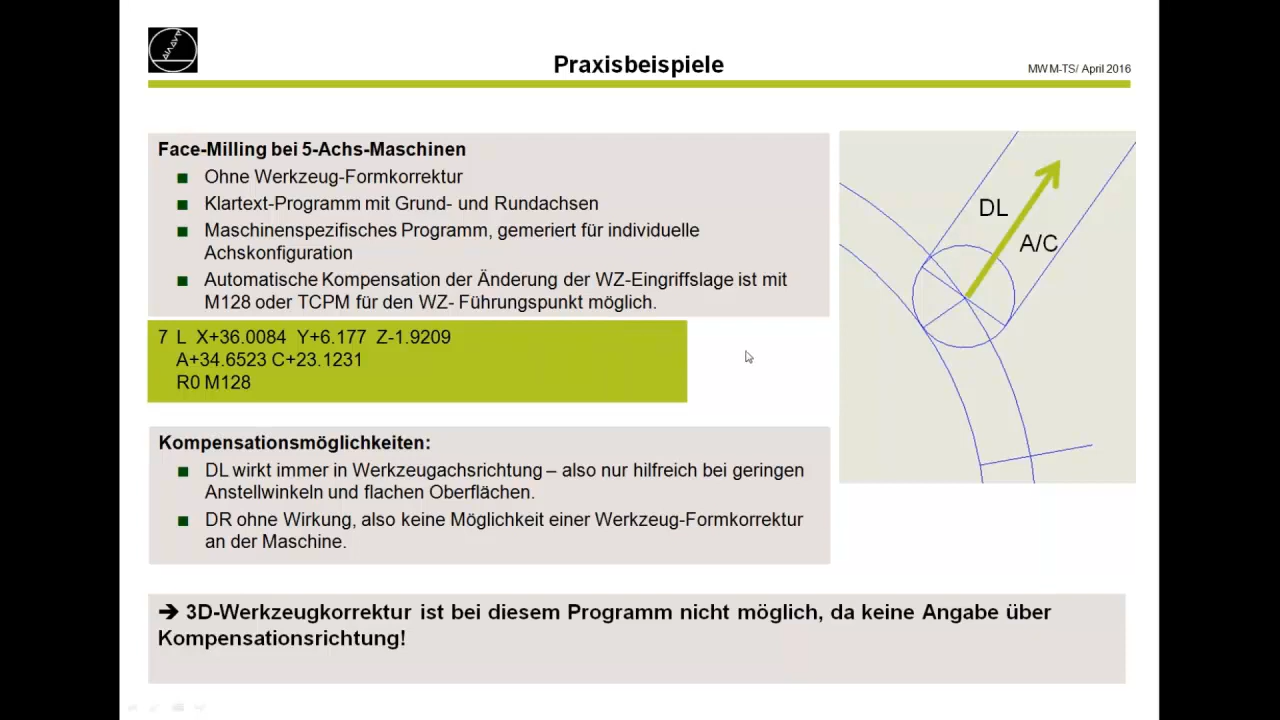 Praxisbeispiele
MWM-TS/ April 2016
Face-Milling bei 5-Achs-Maschinen
Ohne Werkzeug-Formkorrektur
Klartext-Programm mit Grund- und Rundachsen
Maschinenspezifisches Programm, gemeriert für individuelle
Achskonfiguration
Automatische Kompensation der Änderung der WZ-Eingriffslage ist mit
M128 oder TCPM für den WZ- Führungspunkt möglich.
7 L X+36.0084 Y+6.177 Z-1.9209
A+34.6523 C+23.1231
R0 M128
DL
A/C
Kompensationsmöglichkeiten:
DL wirkt immer in Werkzeugachsrichtung – also nur hilfreich bei geringen
Anstellwinkeln und flachen Oberflächen.
DR ohne Wirkung, also keine Möglichkeit einer Werkzeug-Formkorrektur
an der Maschine.
➔ 3D-Werkzeugkorrektur ist bei diesem Programm nicht möglich, da keine Angabe über
Kompensationsrichtung!